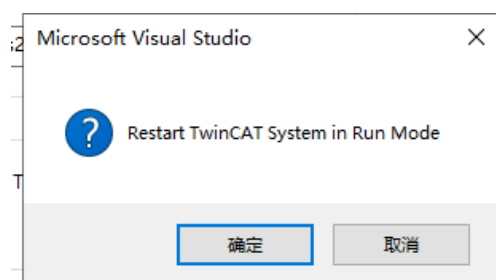 Microsoft Visual Studio
Restart TwinCAT System in Run Mode
确定
取消